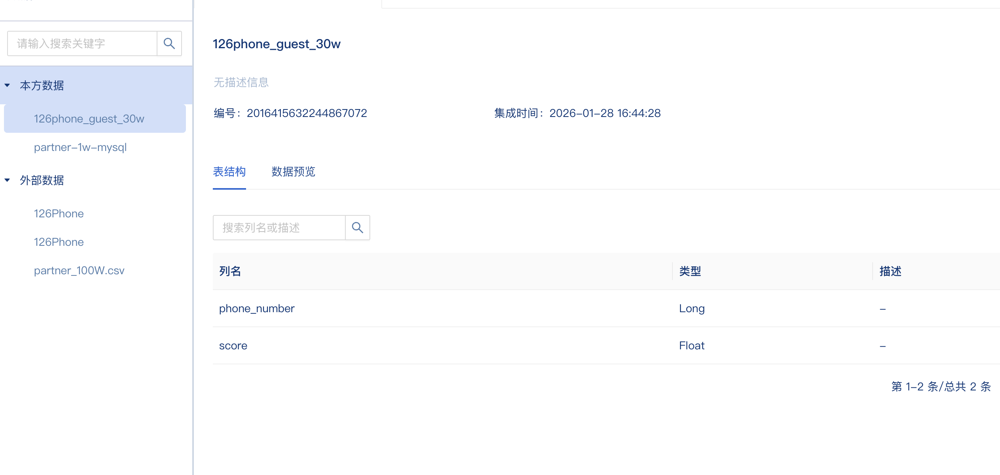 请输入搜索关键字
本方数据
126phone_guest_30w
partner-1w-mysql
外部数据
126Phone
126Phone
partner_100W.csv
126phone_guest_30w
无描述信息
编号：2016415632244867072
集成时间：2026-01-28 16:44:28
表结构 数据预览
搜索列名或描述
列名 类型 描述
phone_number Long -
score Float -
第 1-2 条/总共 2 条